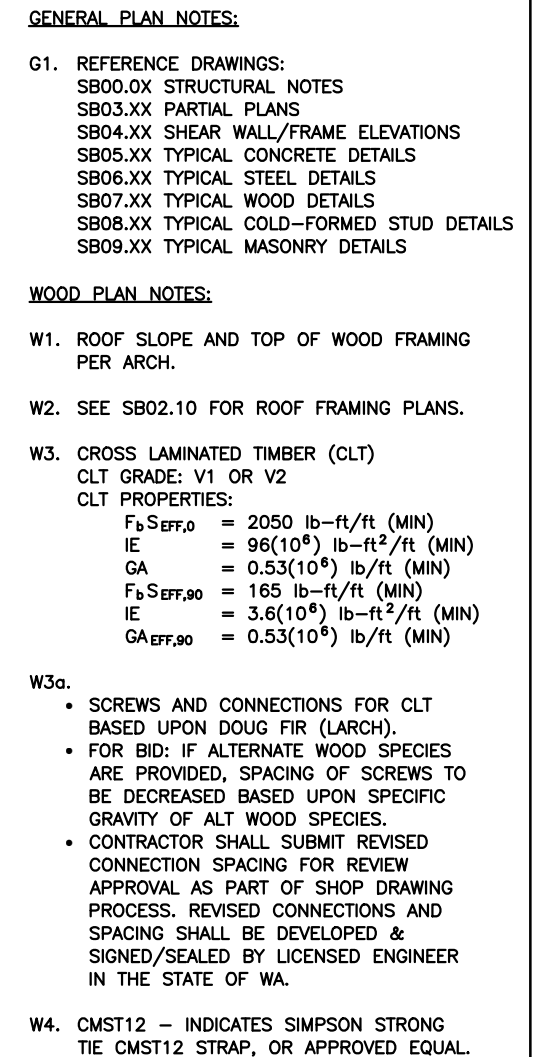 GENERAL PLAN NOTES:
G1. REFERENCE DRAWINGS:
SB00.0X STRUCTURAL NOTES
SB03.XX PARTIAL PLANS
SB04.XX SHEAR WALL/FRAME ELEVATIONS
SB05.XX TYPICAL CONCRETE DETAILS
SB06.XX TYPICAL STEEL DETAILS
SB07.XX TYPICAL WOOD DETAILS
SB08.XX TYPICAL COLD-FORMED STUD DETAILS
SB09.XX TYPICAL MASONRY DETAILS
WOOD PLAN NOTES:
W1. ROOF SLOPE AND TOP OF WOOD FRAMING
PER ARCH.
W2. SEE SB02.10 FOR ROOF FRAMING PLANS.
W3. CROSS LAMINATED TIMBER (CLT)
CLT GRADE: V1 OR V2
CLT PROPERTIES:
FbSEFF,0 = 2050 lb-ft/ft (MIN)
IE = 96(10⁶) lb-ft²/ft (MIN)
GA = 0.53(10⁶) lb/ft (MIN)
FbSEFF,90 = 165 lb-ft/ft (MIN)
IE = 3.6(10⁶) lb-ft²/ft (MIN)
GAEFF,90 = 0.53(10⁶) lb/ft (MIN)
W3a.
• SCREWS AND CONNECTIONS FOR CLT
BASED UPON DOUG FIR (LARCH).
• FOR BID: IF ALTERNATE WOOD SPECIES
ARE PROVIDED, SPACING OF SCREWS TO
BE DECREASED BASED UPON SPECIFIC
GRAVITY OF ALT WOOD SPECIES.
• CONTRACTOR SHALL SUBMIT REVISED
CONNECTION SPACING FOR REVIEW
APPROVAL AS PART OF SHOP DRAWING
PROCESS. REVISED CONNECTIONS AND
SPACING SHALL BE DEVELOPED &
SIGNED/SEALED BY LICENSED ENGINEER
IN THE STATE OF WA.
W4. CMST12 – INDICATES SIMPSON STRONG
TIE CMST12 STRAP, OR APPROVED EQUAL.